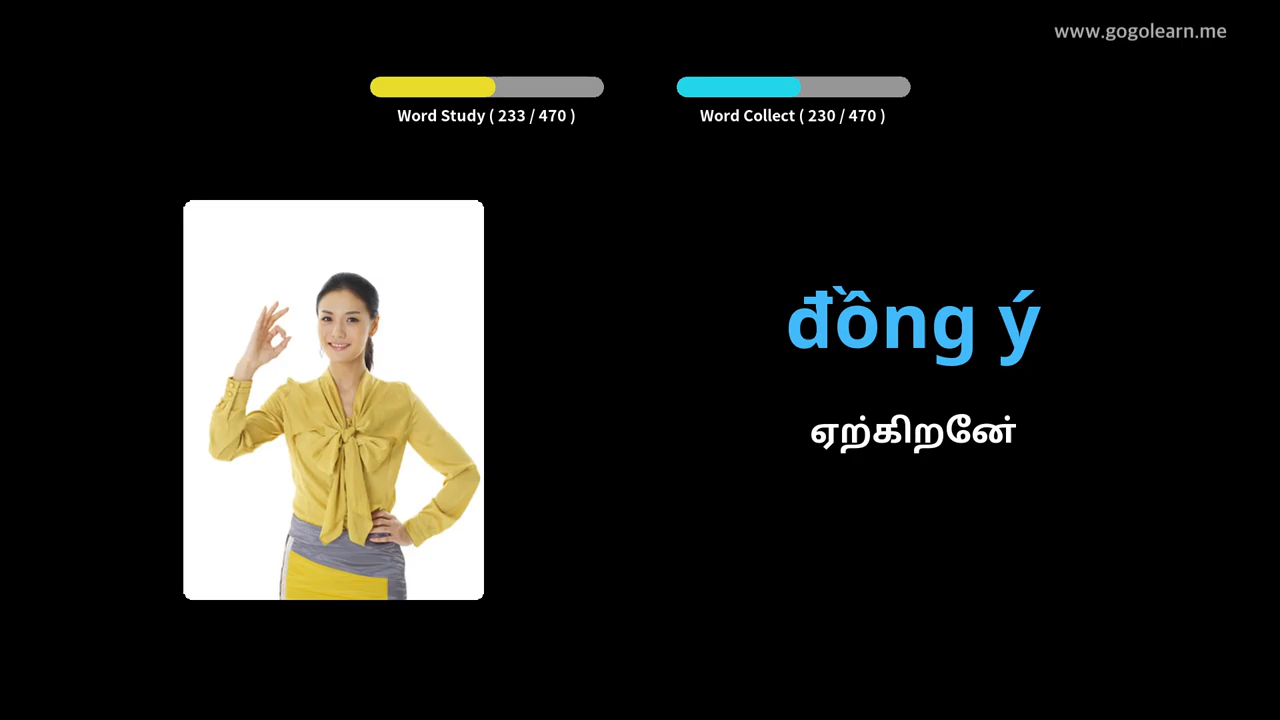 www.gogolearn.me
Word Study ( 233 / 470 )
Word Collect ( 230 / 470 )
đồng ý
ஏற்கிறனே்